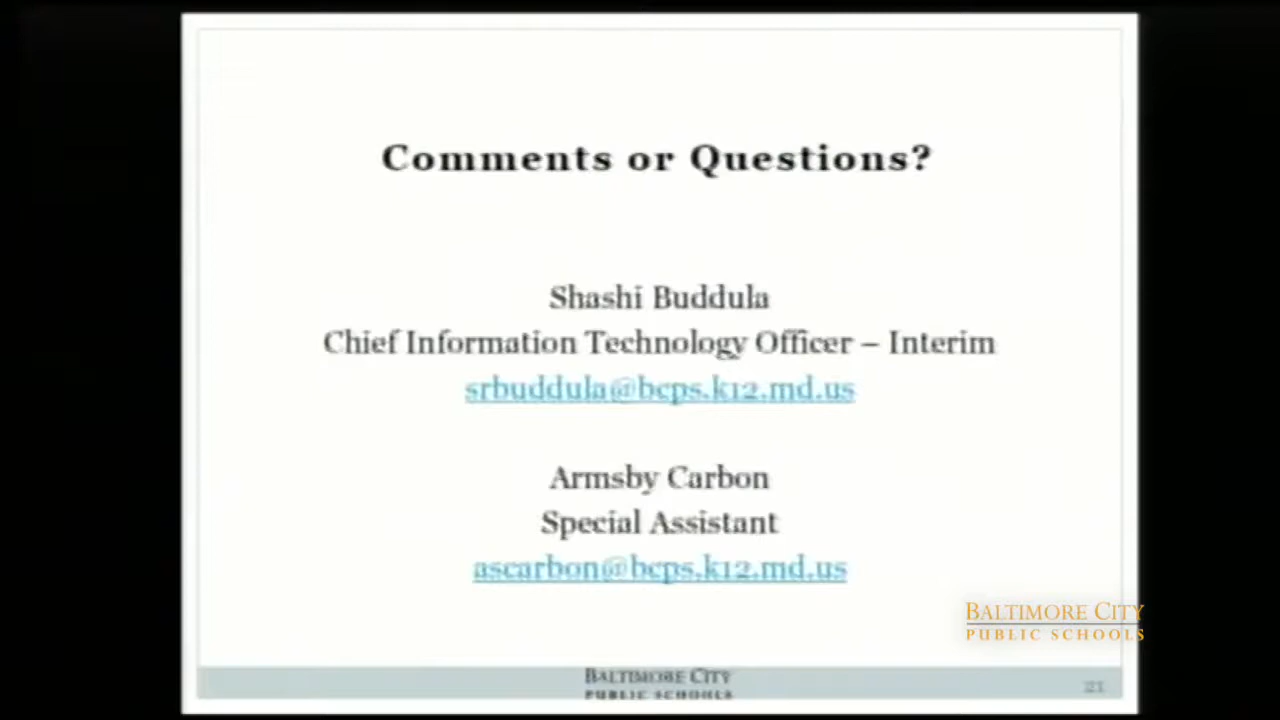 Comments or Questions?
Shashi Buddula
Chief Information Technology Officer – Interim
srbuddula@bcps.k12.md.us
Armsby Carbon
Special Assistant
ascarbon@bcps.k12.md.us
BALTIMORE CITY
PUBLIC SCHOOLS
BALTIMORE CITY
PUBLIC SCHOOLS
21